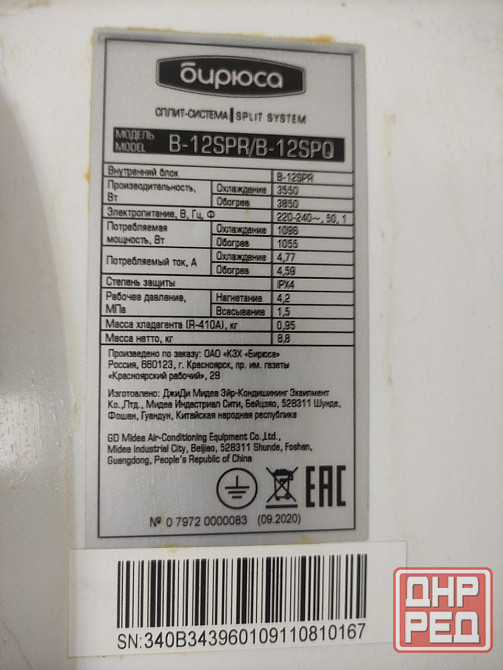 бирюса
СПЛИТ-СИСТЕМА | SPLIT SYSTEM
МОДЕЛЬ
MODEL B-12SPR/B-12SPQ
Внутренний блок B-12SPR
Производительность, Вт Охлаждение 3550
Обогрев 3850
Электропитание, В, Гц, Ф 220-240~, 50, 1
Потребляемая мощность, Вт Охлаждение 1096
Обогрев 1055
Потребляемый ток, А Охлаждение 4,77
Обогрев 4,59
Степень защиты IPX4
Рабочее давление, МПа Нагнетание 4,2
Всасывание 1,5
Масса хладагента (R-410A), кг 0,95
Масса нетто, кг 8,8
Произведено по заказу: ОАО «КЗХ «Бирюса»
Россия, 660123, г. Красноярск, пр. им. газеты
«Красноярский рабочий», 29
Изготовлено: ДжиДи Мидеа Эйр-Кондишининг Эквипмент
Ко.,Лтд., Мидеа Индастриал Сити, Бейцзяо, 528311 Шунде,
Фошан, Гуандун, Китайская народная республика
GD Midea Air-Conditioning Equipment Co.,Ltd.,
Midea Industrial City, Beijiao, 528311 Shunde, Foshan,
Guangdong, People's Republic of China
EAC
№ 0 7972 0000083 (09.2020)
SN:340B343960109110810167
ДНР
РЕД